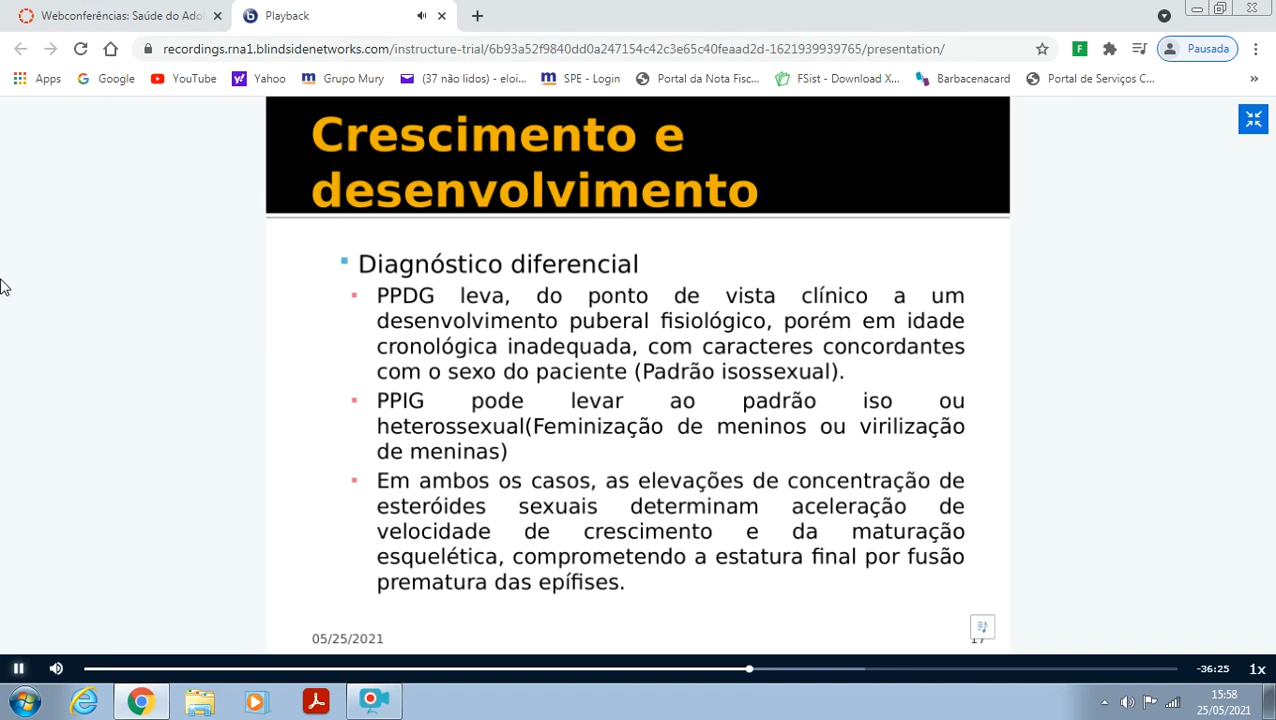 Webconferências: Saúde do Ado
Playback
recordings.rna1.blindsidenetworks.com/instructure-trial/6b93a52f9840dd0a247154c42c3e65c40feaad2d-1621939939765/presentation/
Pausada
Apps
Google
YouTube
Yahoo
Grupo Mury
(37 nao lidos) - eloi...
SPE - Login
Portal da Nota Fisc...
FSist - Download X...
Barbacenacard
Portal de Serviços C...
»
Crescimento e
desenvolvimento
Diagnóstico diferencial
PPDG leva, do ponto de vista clínico a um
desenvolvimento puberal fisiológico, porém em idade
cronológica inadequada, com caracteres concordantes
com o sexo do paciente (Padrão isossexual).
PPIG pode levar ao padrão iso ou
heterossexual(Feminização de meninos ou virilização
de meninas)
Em ambos os casos, as elevações de concentração de
esteróides sexuais determinam aceleração de
velocidade de crescimento e da maturação
esquelética, comprometendo a estatura final por fusão
prematura das epífises.
05/25/2021
17
-36:25
1x
15:58
25/05/2021